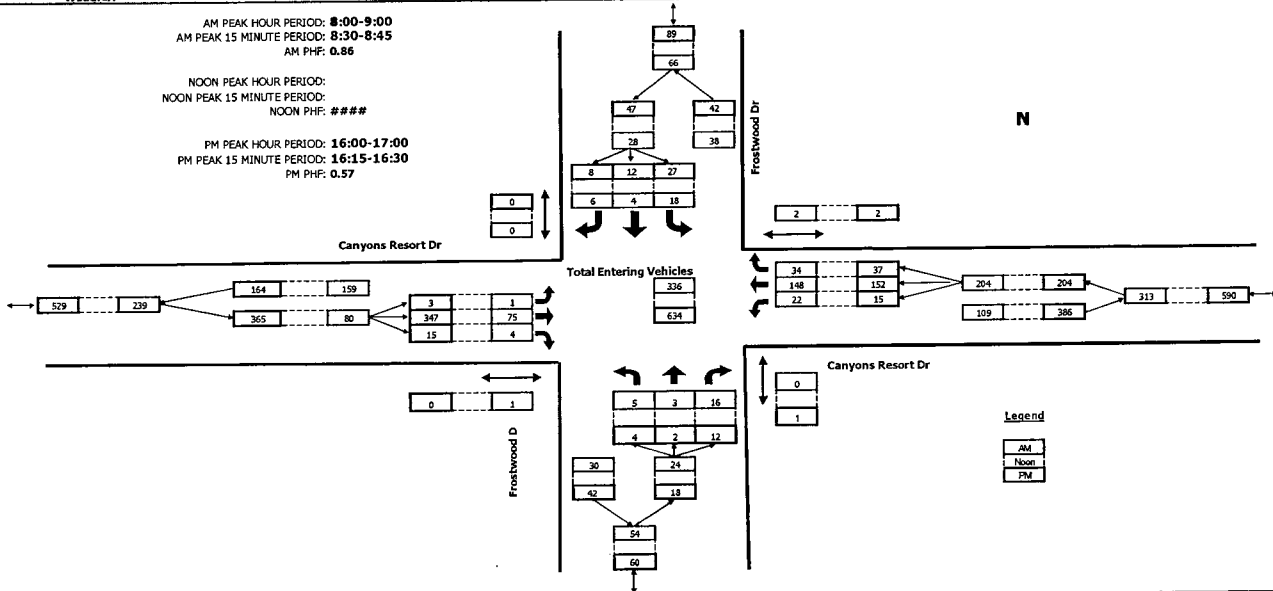 AM PEAK HOUR PERIOD: 8:00-9:00
AM PEAK 15 MINUTE PERIOD: 8:30-8:45
AM PHF: 0.86
NOON PEAK HOUR PERIOD:
NOON PEAK 15 MINUTE PERIOD:
NOON PHF: ####
PM PEAK HOUR PERIOD: 16:00-17:00
PM PEAK 15 MINUTE PERIOD: 16:15-16:30
PM PHF: 0.57
89
66
47 42
28 38
8 12 27
6 4 18
Frostwood Dr
N
0
0
2 2
Canyons Resort Dr
Total Entering Vehicles
336
634
529 239
164 159
365 80
3 1
347 75
15 4
34 37
148 152
22 15
204 204
109 386
313 590
Canyons Resort Dr
0
1
0 1
Frostwood D
5 3 16
4 2 12
30 24
42 18
54
60
Legend
AM
Noon
PM